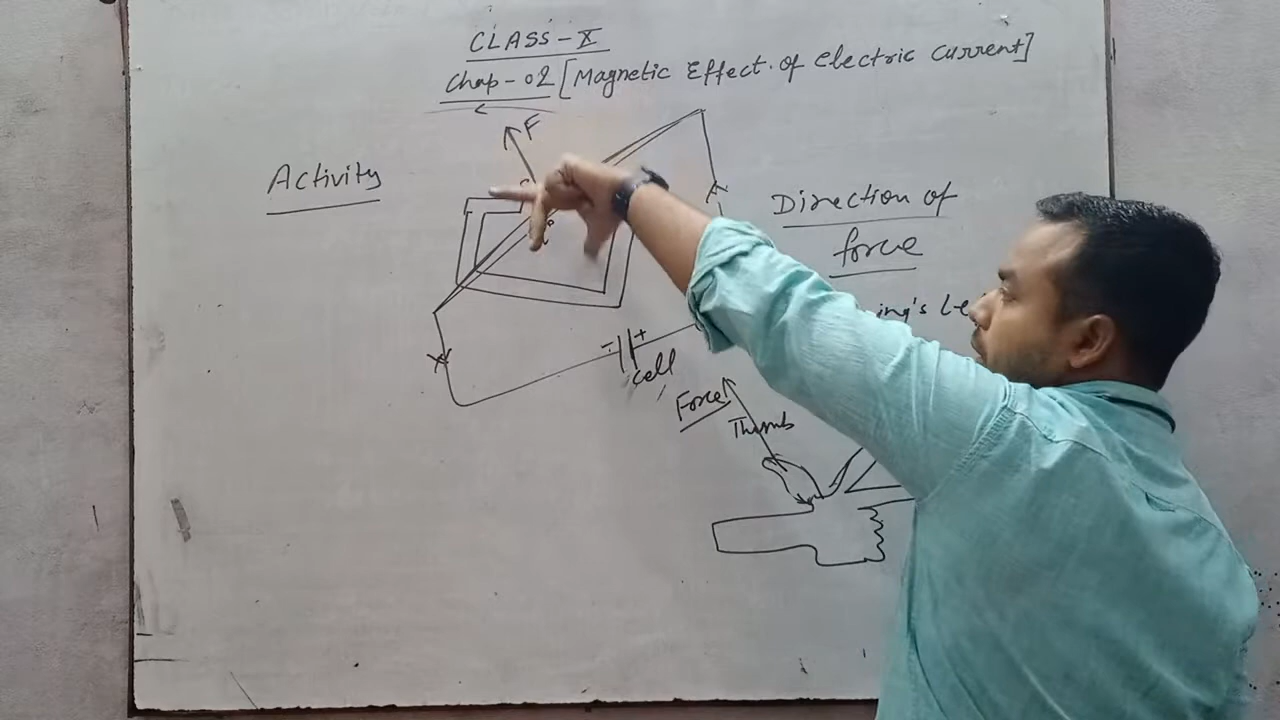 CLASS-X
Chap-02 [Magnetic Effect of Electric Current]
F
Activity
Direction of
force
ing's Le
- +
cell
Force
Thumb